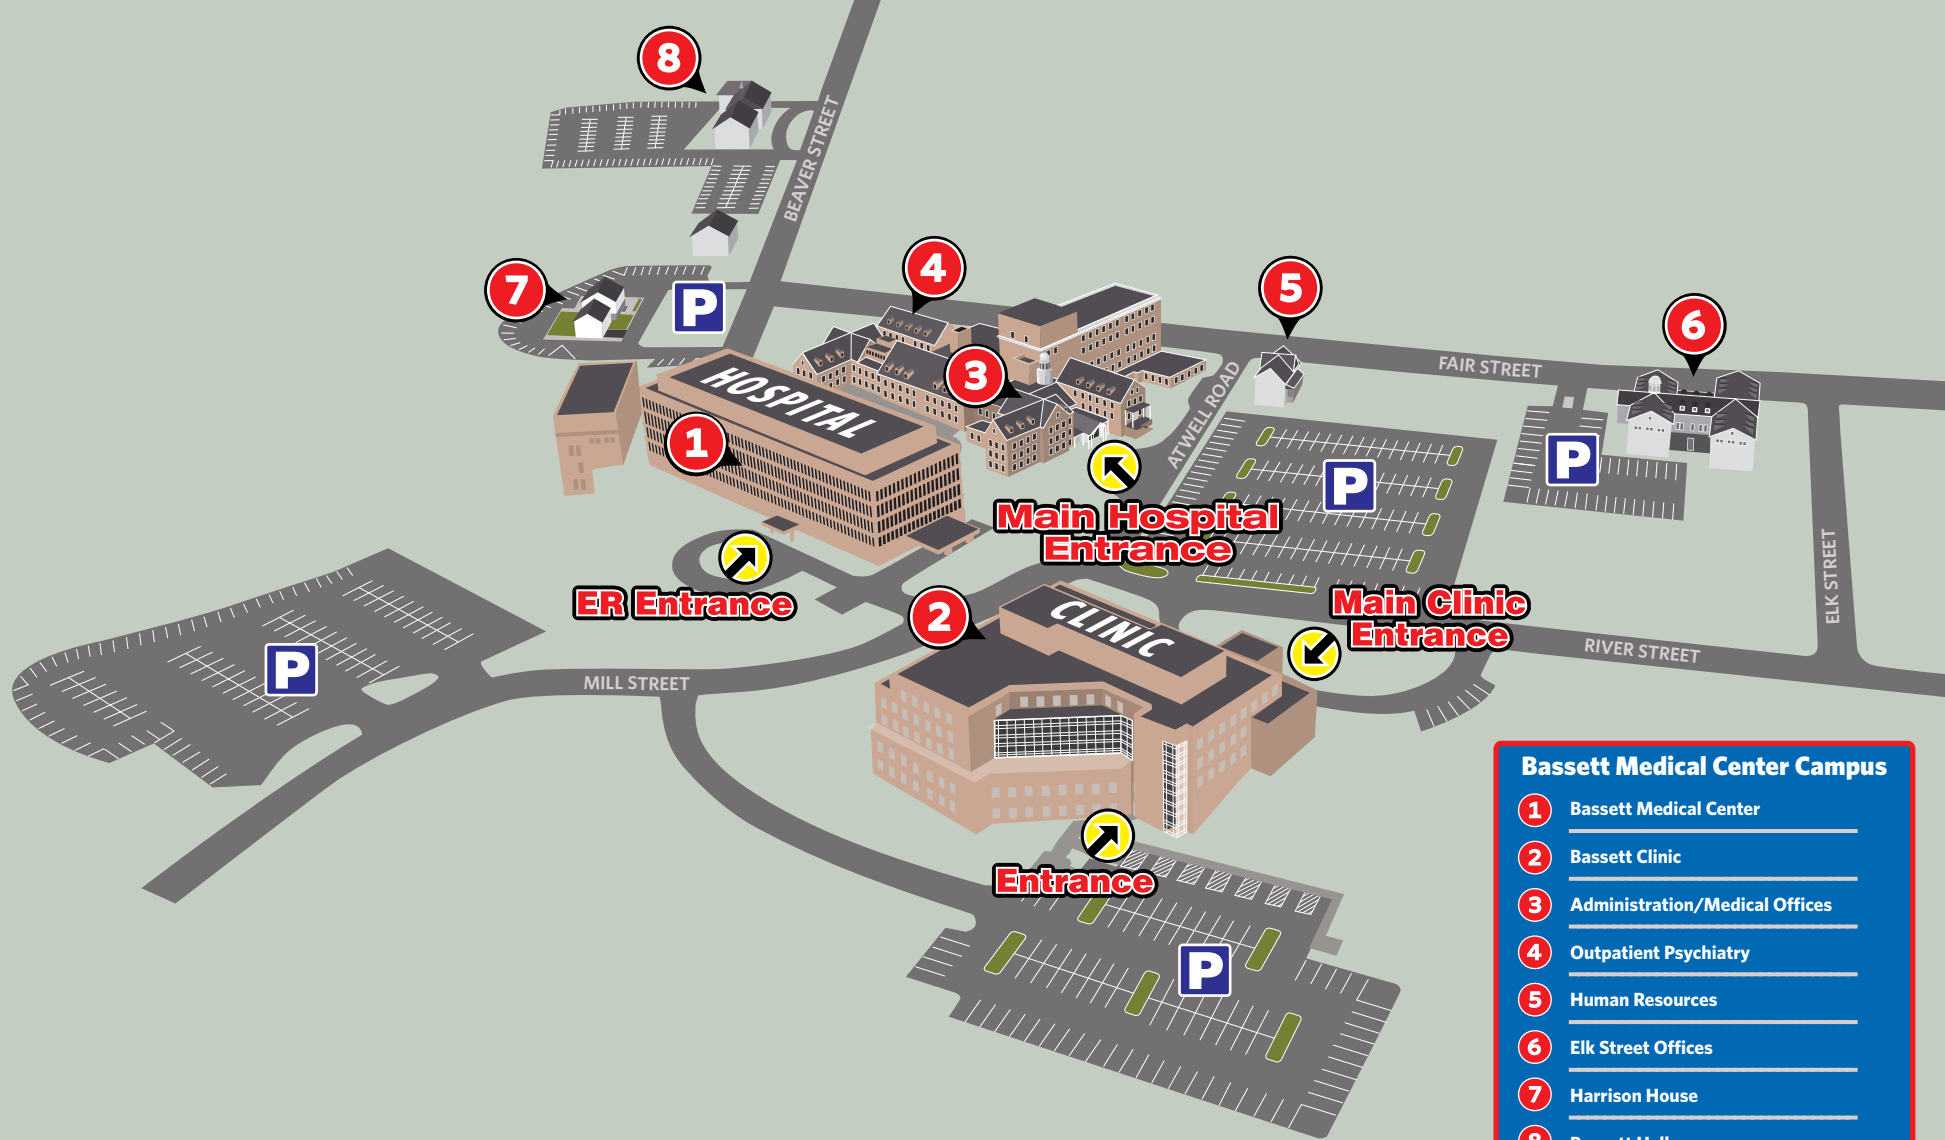 8
BEAVER STREET
7
P
4
5
6
FAIR STREET
3
HOSPITAL
1
ATWELL ROAD
P
P
Main Hospital
Entrance
ER Entrance
ELK STREET
2
CLINIC
Main Clinic
Entrance
RIVER STREET
P
MILL STREET
Entrance
P
Bassett Medical Center Campus
1 Bassett Medical Center
2 Bassett Clinic
3 Administration/Medical Offices
4 Outpatient Psychiatry
5 Human Resources
6 Elk Street Offices
7 Harrison House
8